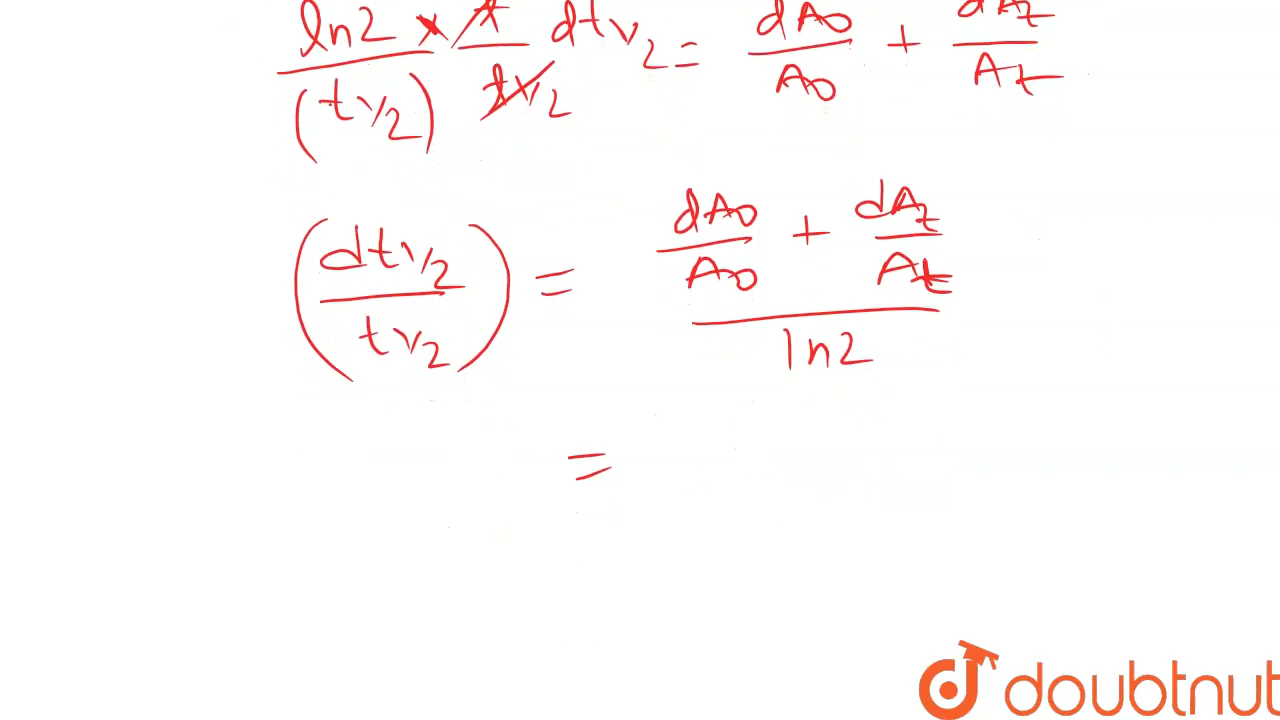 ln2 × t/t1/2 dt1/2 = dA0/A0 + dAt/At
(t1/2)
(dt1/2/t1/2) = (dA0/A0 + dAt/At)/ln2
=
doubtnut